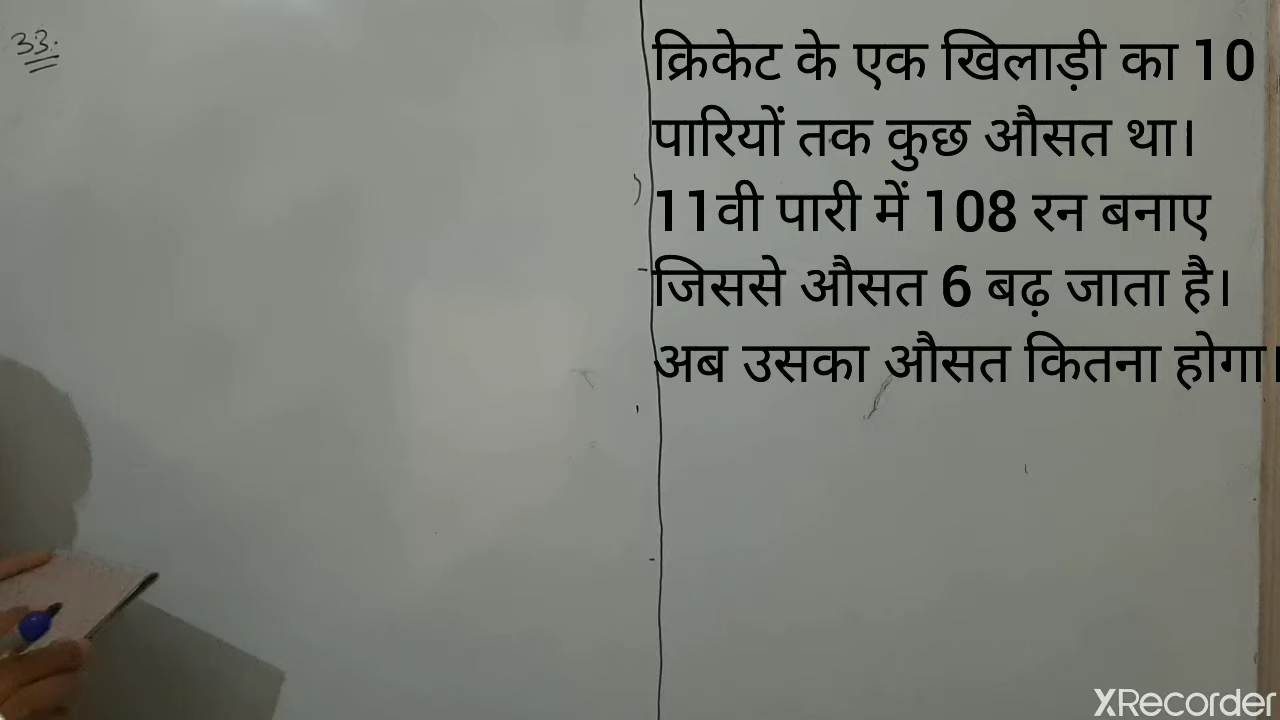 33.
क्रिकेट के एक खिलाड़ी का 10
पारियों तक कुछ औसत था।
11वी पारी में 108 रन बनाए
जिससे औसत 6 बढ़ जाता है।
अब उसका औसत कितना होगा।
XRecorder